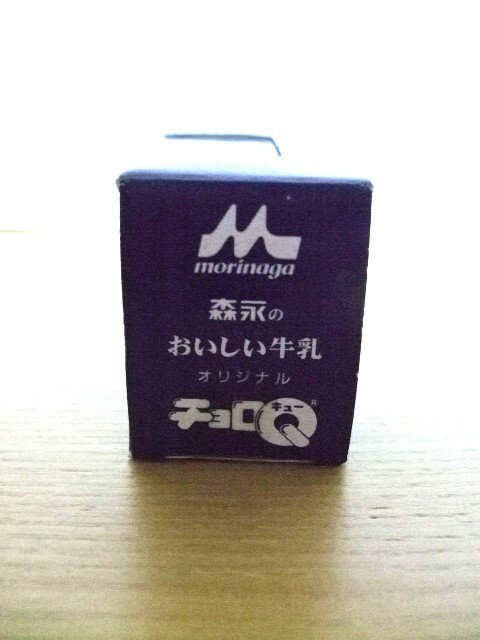 morinaga
森永の
おいしい牛乳
オリジナル
チョロQ®
キュー